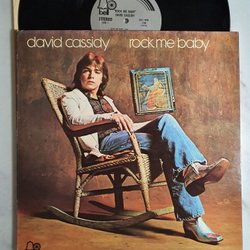 bell
ROCK ME BABY
DAVID CASSIDY
STEREO
david cassidy
rock me baby